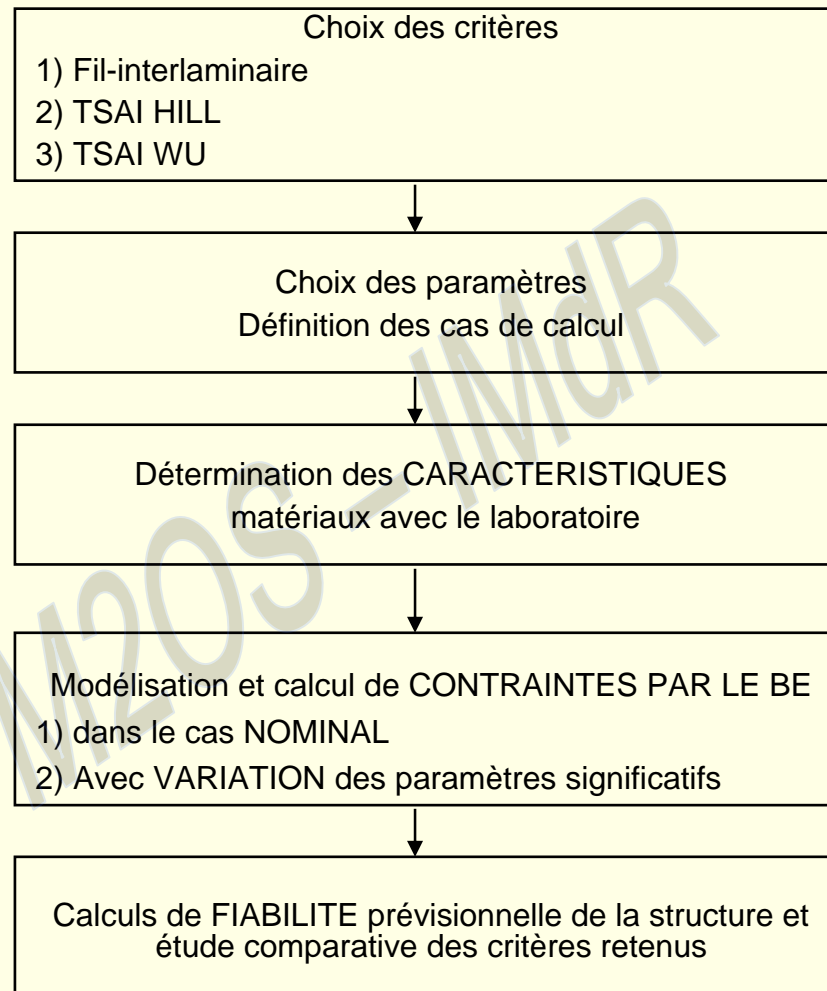 Choix des critères
1) Fil-interlaminaire
2) TSAI HILL
3) TSAI WU
Choix des paramètres
Définition des cas de calcul
Détermination des CARACTERISTIQUES
matériaux avec le laboratoire
Modélisation et calcul de CONTRAINTES PAR LE BE
1) dans le cas NOMINAL
2) Avec VARIATION des paramètres significatifs
Calculs de FIABILITE prévisionnelle de la structure et
étude comparative des critères retenus
M2OS – IMdR